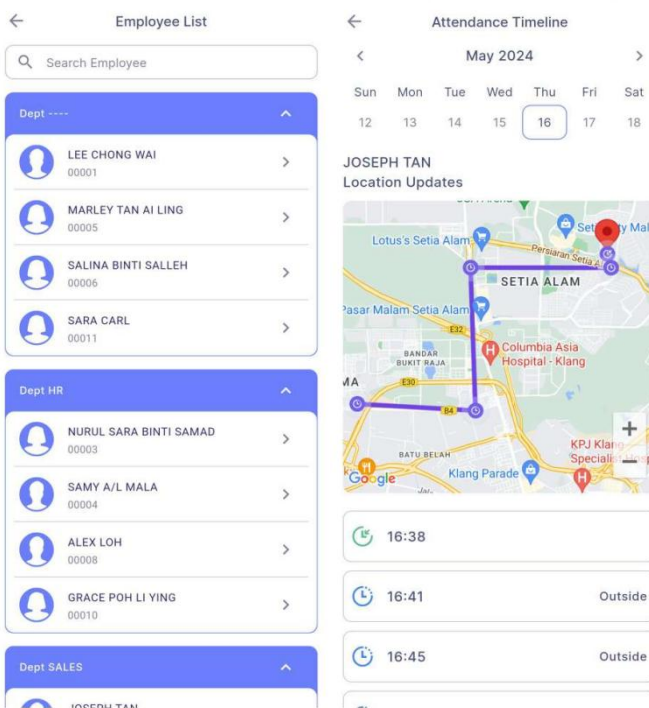 Employee List
Search Employee
Dept ----
LEE CHONG WAI
00001
MARLEY TAN AI LING
00005
SALINA BINTI SALLEH
00006
SARA CARL
00011
Dept HR
NURUL SARA BINTI SAMAD
00003
SAMY A/L MALA
00004
ALEX LOH
00008
GRACE POH LI YING
00010
Dept SALES
JOSEPH TAN
Attendance Timeline
May 2024
Sun Mon Tue Wed Thu Fri Sat
12 13 14 15 16 17 18
JOSEPH TAN
Location Updates
Lotus's Setia Alam
Persiaran Setia
SETIA ALAM
Pasar Malam Setia Alam
E32
Columbia Asia
Hospital - Klang
BANDAR
BUKIT RAJA
E30
B4
BATU BELAH
KPJ Klang
Specialist
Klang Parade
Google
16:38
16:41 Outside
16:45 Outside